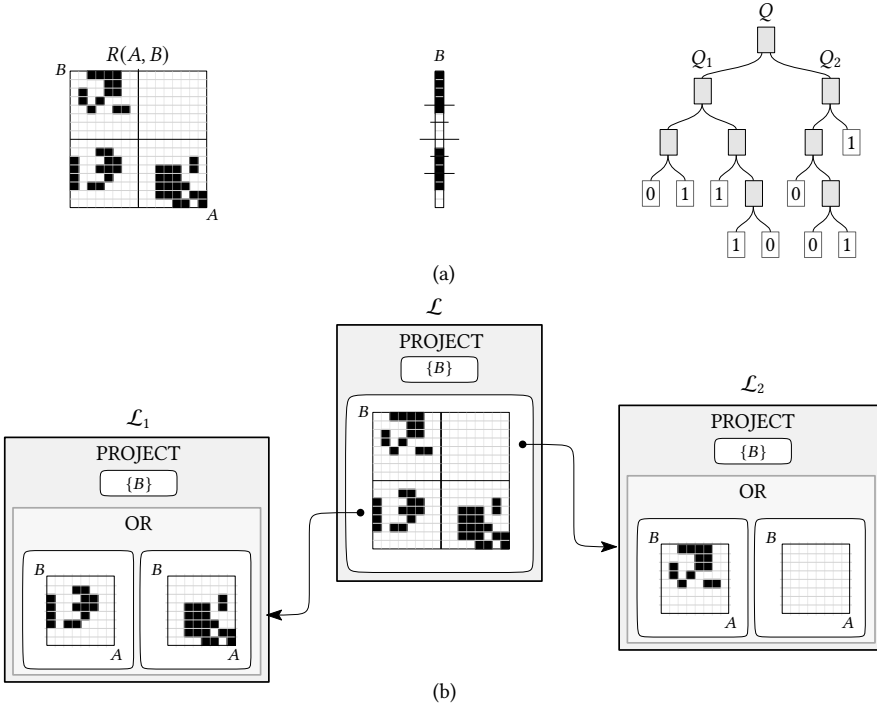 R(A, B)
B
A
B
Q
Q1
Q2
1
0
1
1
0
1
0
0
1
(a)
ℒ
PROJECT
{B}
B
ℒ1
PROJECT
{B}
OR
B
A
B
A
ℒ2
PROJECT
{B}
OR
B
A
B
A
(b)